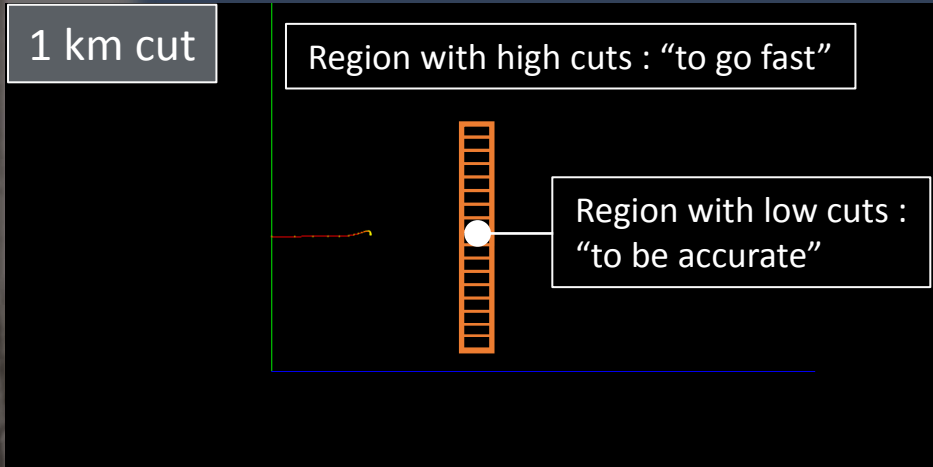 1 km cut
Region with high cuts : “to go fast”
Region with low cuts :
“to be accurate”